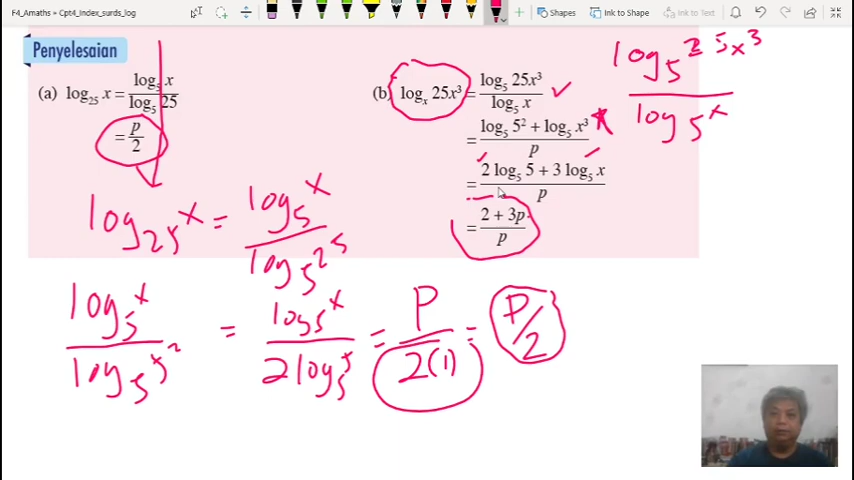 F4_Amaths › Cpt4_Index_surds_log
Shapes
Ink to Shape
Ink to Text
Penyelesaian
(a) log₂₅ x = log₅ x / log₅ 25
= p/2
(b) logₓ 25x³ = log₅ 25x³ / log₅ x ✓
= log₅ 5² + log₅ x³ / p
= 2 log₅ 5 + 3 log₅ x / p
= 2 + 3p / p
log₅ 25x³ / log₅ x
log₂₅ x = log₅ x / log₅ 25
log₅ x / log₅ 5² = log₅ x / 2 log₅ 5 = P / 2(1) = P/2